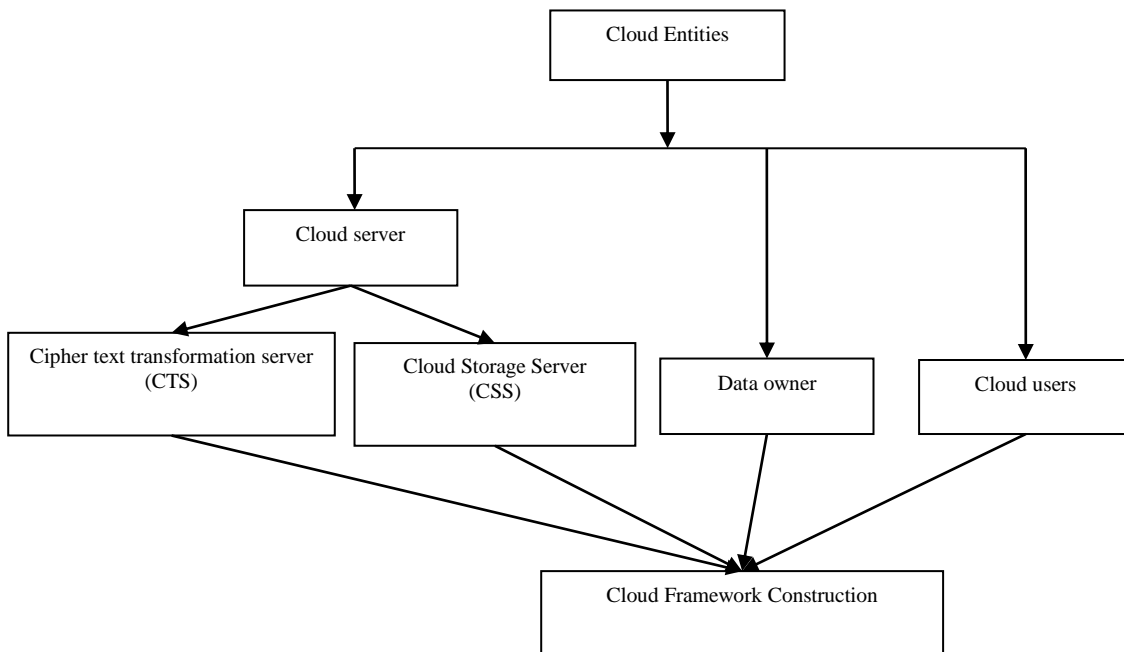 Cloud Entities
Cloud server
Cipher text transformation server
(CTS)
Cloud Storage Server
(CSS)
Data owner
Cloud users
Cloud Framework Construction